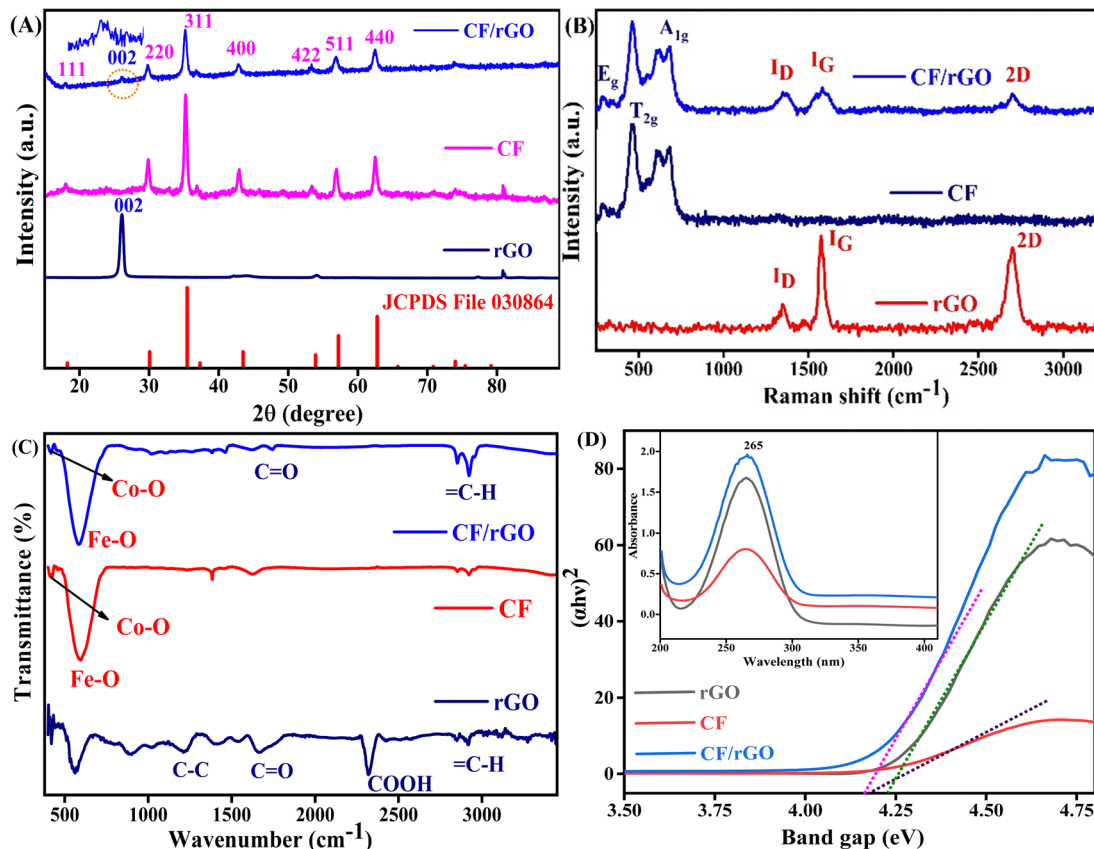 (A)
311
CF/rGO
002
111
220
400
422
511
440
CF
002
rGO
JCPDS File 030864
Intensity (a.u.)
20 30 40 50 60 70 80
2θ (degree)
(B)
A1g
Eg
T2g
ID
IG
2D
CF/rGO
CF
ID
IG
2D
rGO
Intensity (a.u.)
500 1000 1500 2000 2500 3000
Raman shift (cm-1)
(C)
Co-O
C=O
=C-H
Fe-O
CF/rGO
Co-O
CF
Fe-O
rGO
C-C
C=O
COOH
=C-H
Transmittance (%)
500 1000 1500 2000 2500 3000
Wavenumber (cm-1)
(D)
265
2.0
1.5
1.0
0.5
0.0
Absorbance
200 250 300 350 400
Wavelength (nm)
80
60
40
20
0
(αhν)2
rGO
CF
CF/rGO
3.50 3.75 4.00 4.25 4.50 4.75
Band gap (eV)